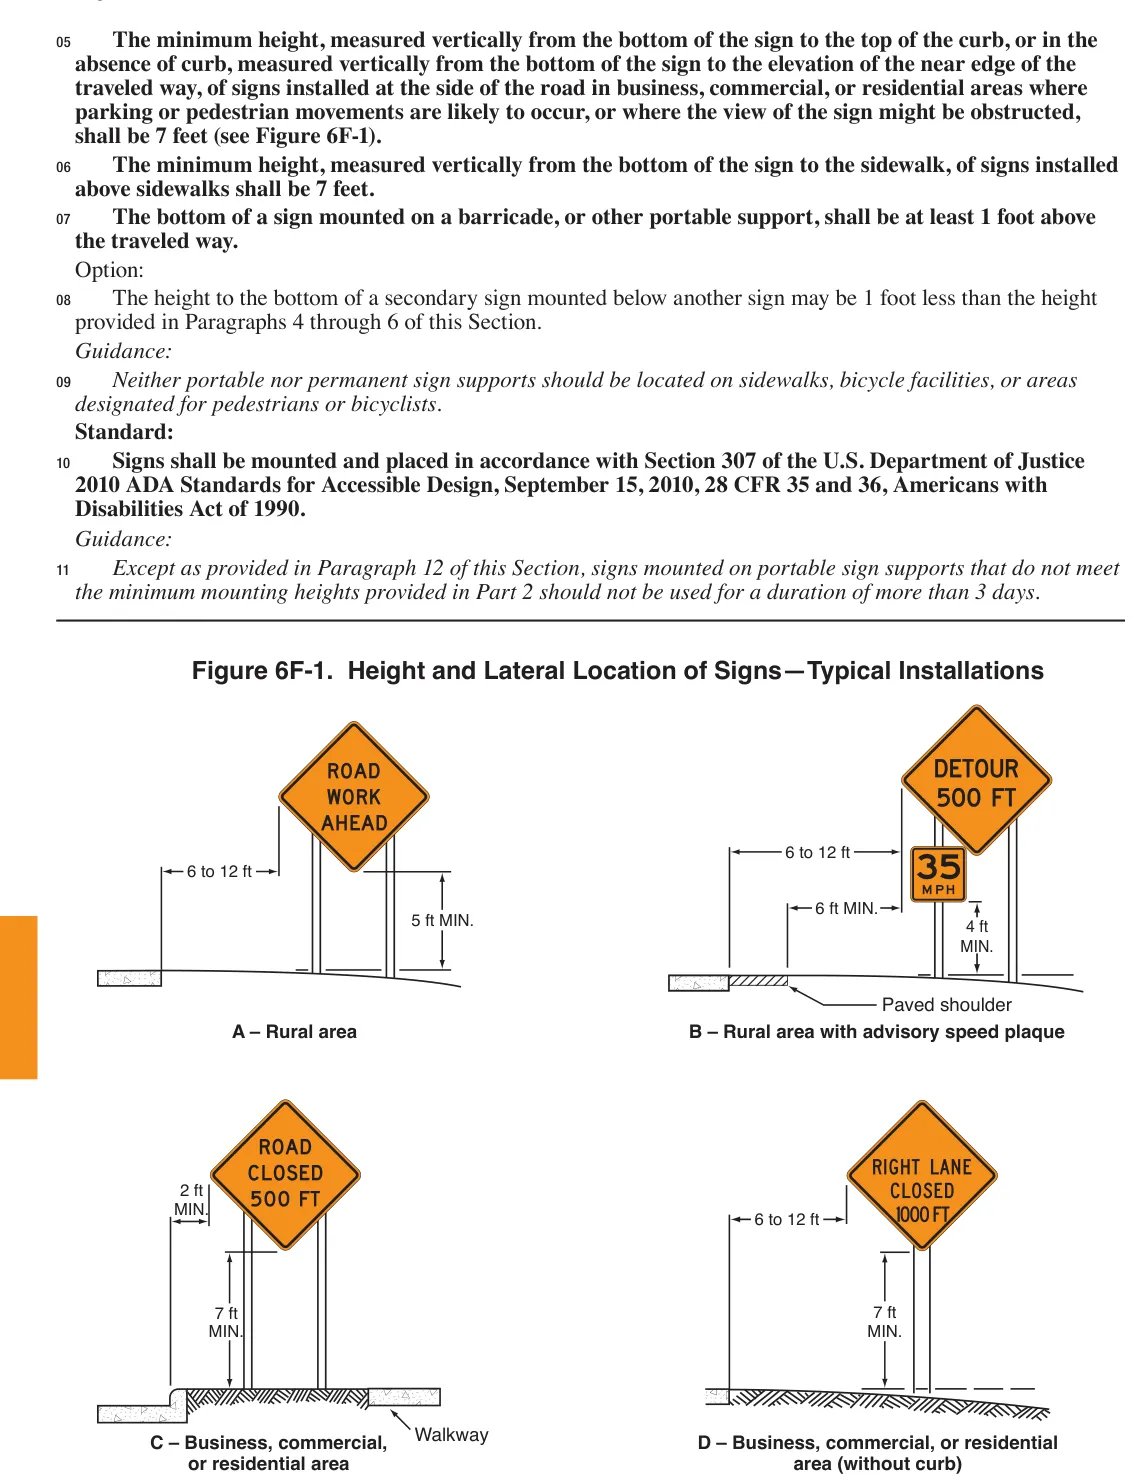 05 The minimum height, measured vertically from the bottom of the sign to the top of the curb, or in the
absence of curb, measured vertically from the bottom of the sign to the elevation of the near edge of the
traveled way, of signs installed at the side of the road in business, commercial, or residential areas where
parking or pedestrian movements are likely to occur, or where the view of the sign might be obstructed,
shall be 7 feet (see Figure 6F-1).
06 The minimum height, measured vertically from the bottom of the sign to the sidewalk, of signs installed
above sidewalks shall be 7 feet.
07 The bottom of a sign mounted on a barricade, or other portable support, shall be at least 1 foot above
the traveled way.
Option:
08 The height to the bottom of a secondary sign mounted below another sign may be 1 foot less than the height
provided in Paragraphs 4 through 6 of this Section.
Guidance:
09 Neither portable nor permanent sign supports should be located on sidewalks, bicycle facilities, or areas
designated for pedestrians or bicyclists.
Standard:
10 Signs shall be mounted and placed in accordance with Section 307 of the U.S. Department of Justice
2010 ADA Standards for Accessible Design, September 15, 2010, 28 CFR 35 and 36, Americans with
Disabilities Act of 1990.
Guidance:
11 Except as provided in Paragraph 12 of this Section, signs mounted on portable sign supports that do not meet
the minimum mounting heights provided in Part 2 should not be used for a duration of more than 3 days.
Figure 6F-1. Height and Lateral Location of Signs—Typical Installations
ROAD
WORK
AHEAD
6 to 12 ft
5 ft MIN.
A – Rural area
DETOUR
500 FT
35
MPH
6 to 12 ft
6 ft MIN.
4 ft
MIN.
Paved shoulder
B – Rural area with advisory speed plaque
ROAD
CLOSED
500 FT
2 ft
MIN.
7 ft
MIN.
Walkway
C – Business, commercial,
or residential area
RIGHT LANE
CLOSED
1000 FT
6 to 12 ft
7 ft
MIN.
D – Business, commercial, or residential
area (without curb)